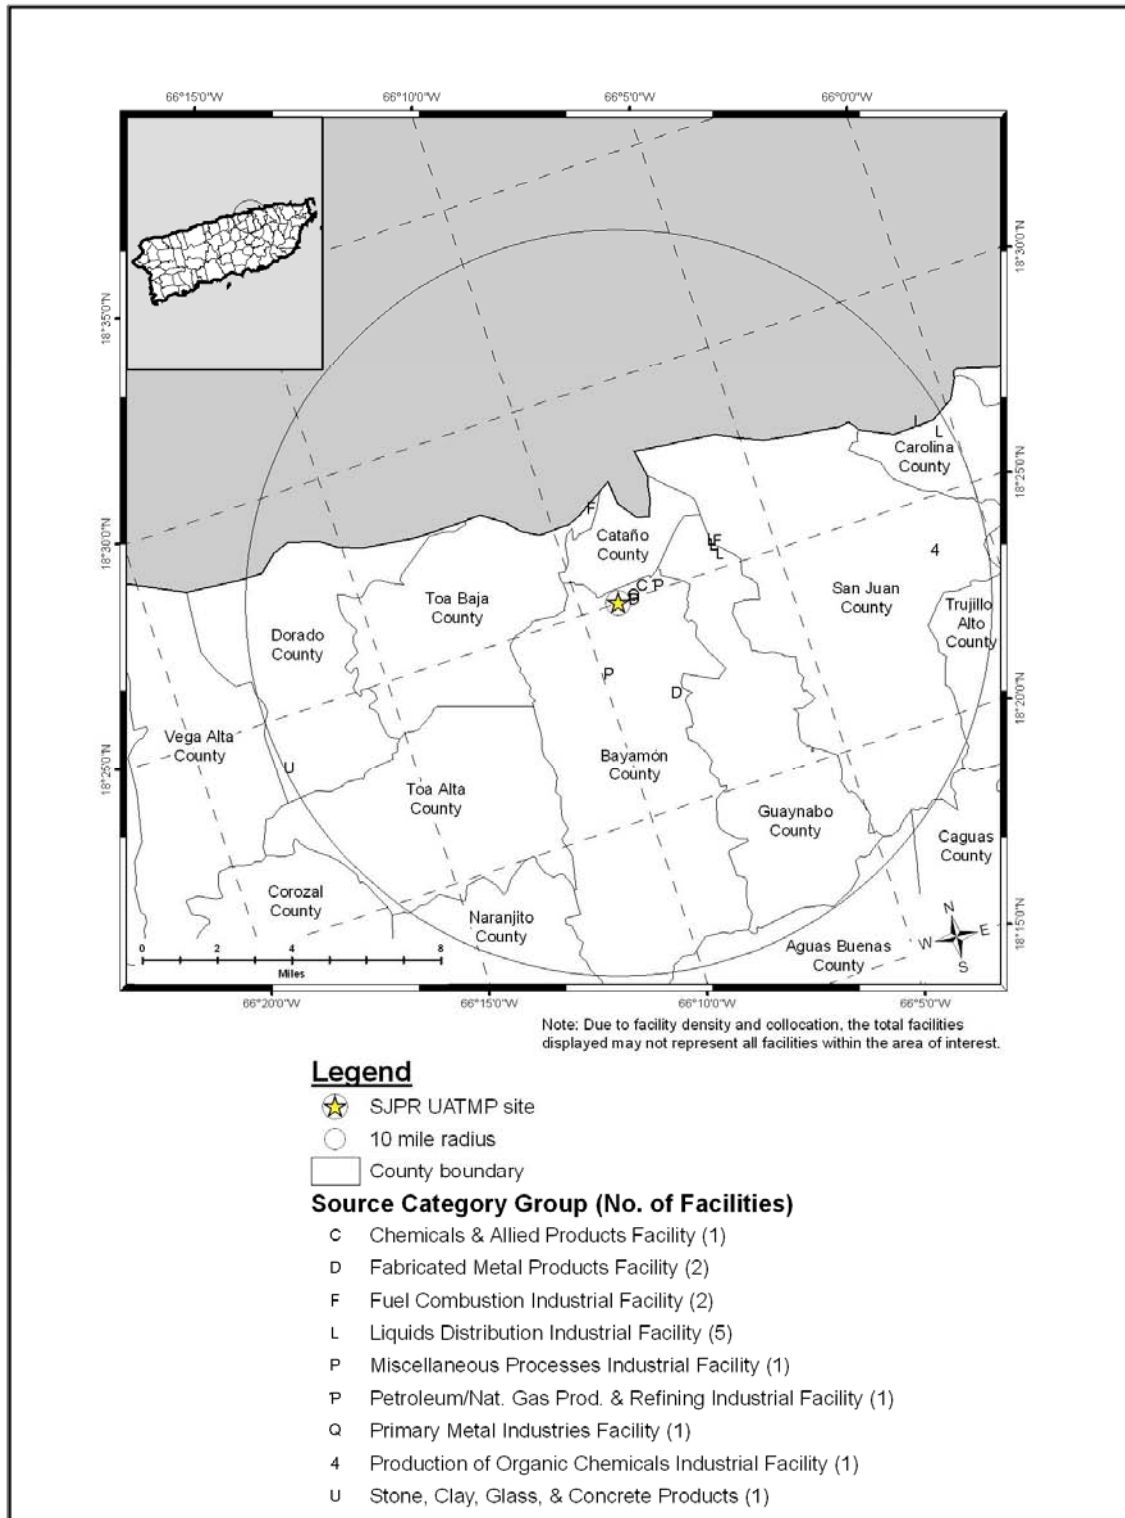 66°15'0"W 66°10'0"W 66°5'0"W 66°0'0"W
18°30'0"N
18°35'0"N
18°25'0"N
18°30'0"N
18°20'0"N
18°25'0"N
18°15'0"N
L
L
Carolina
County
F
Cataño
County
F
L
L
L
4
C
Ƥ
Q
D
San Juan
County
Toa Baja
County
Trujillo
Alto
County
Dorado
County
P
D
Vega Alta
County
U
Bayamón
County
Toa Alta
County
Guaynabo
County
Caguas
County
Corozal
County
Naranjito
County
Aguas Buenas
County
N
W E
S
0 2 4 8
Miles
66°20'0"W 66°15'0"W 66°10'0"W 66°5'0"W
Note: Due to facility density and collocation, the total facilities
displayed may not represent all facilities within the area of interest.
Legend
SJPR UATMP site
10 mile radius
County boundary
Source Category Group (No. of Facilities)
C Chemicals & Allied Products Facility (1)
D Fabricated Metal Products Facility (2)
F Fuel Combustion Industrial Facility (2)
L Liquids Distribution Industrial Facility (5)
P Miscellaneous Processes Industrial Facility (1)
Ƥ Petroleum/Nat. Gas Prod. & Refining Industrial Facility (1)
Q Primary Metal Industries Facility (1)
4 Production of Organic Chemicals Industrial Facility (1)
U Stone, Clay, Glass, & Concrete Products (1)